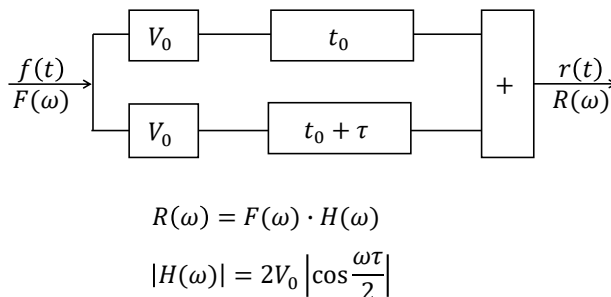 V₀ t₀
f(t) + r(t)
F(ω) R(ω)
V₀ t₀ + τ
R(ω) = F(ω) · H(ω)
|H(ω)| = 2V₀ |cos ωτ/2|